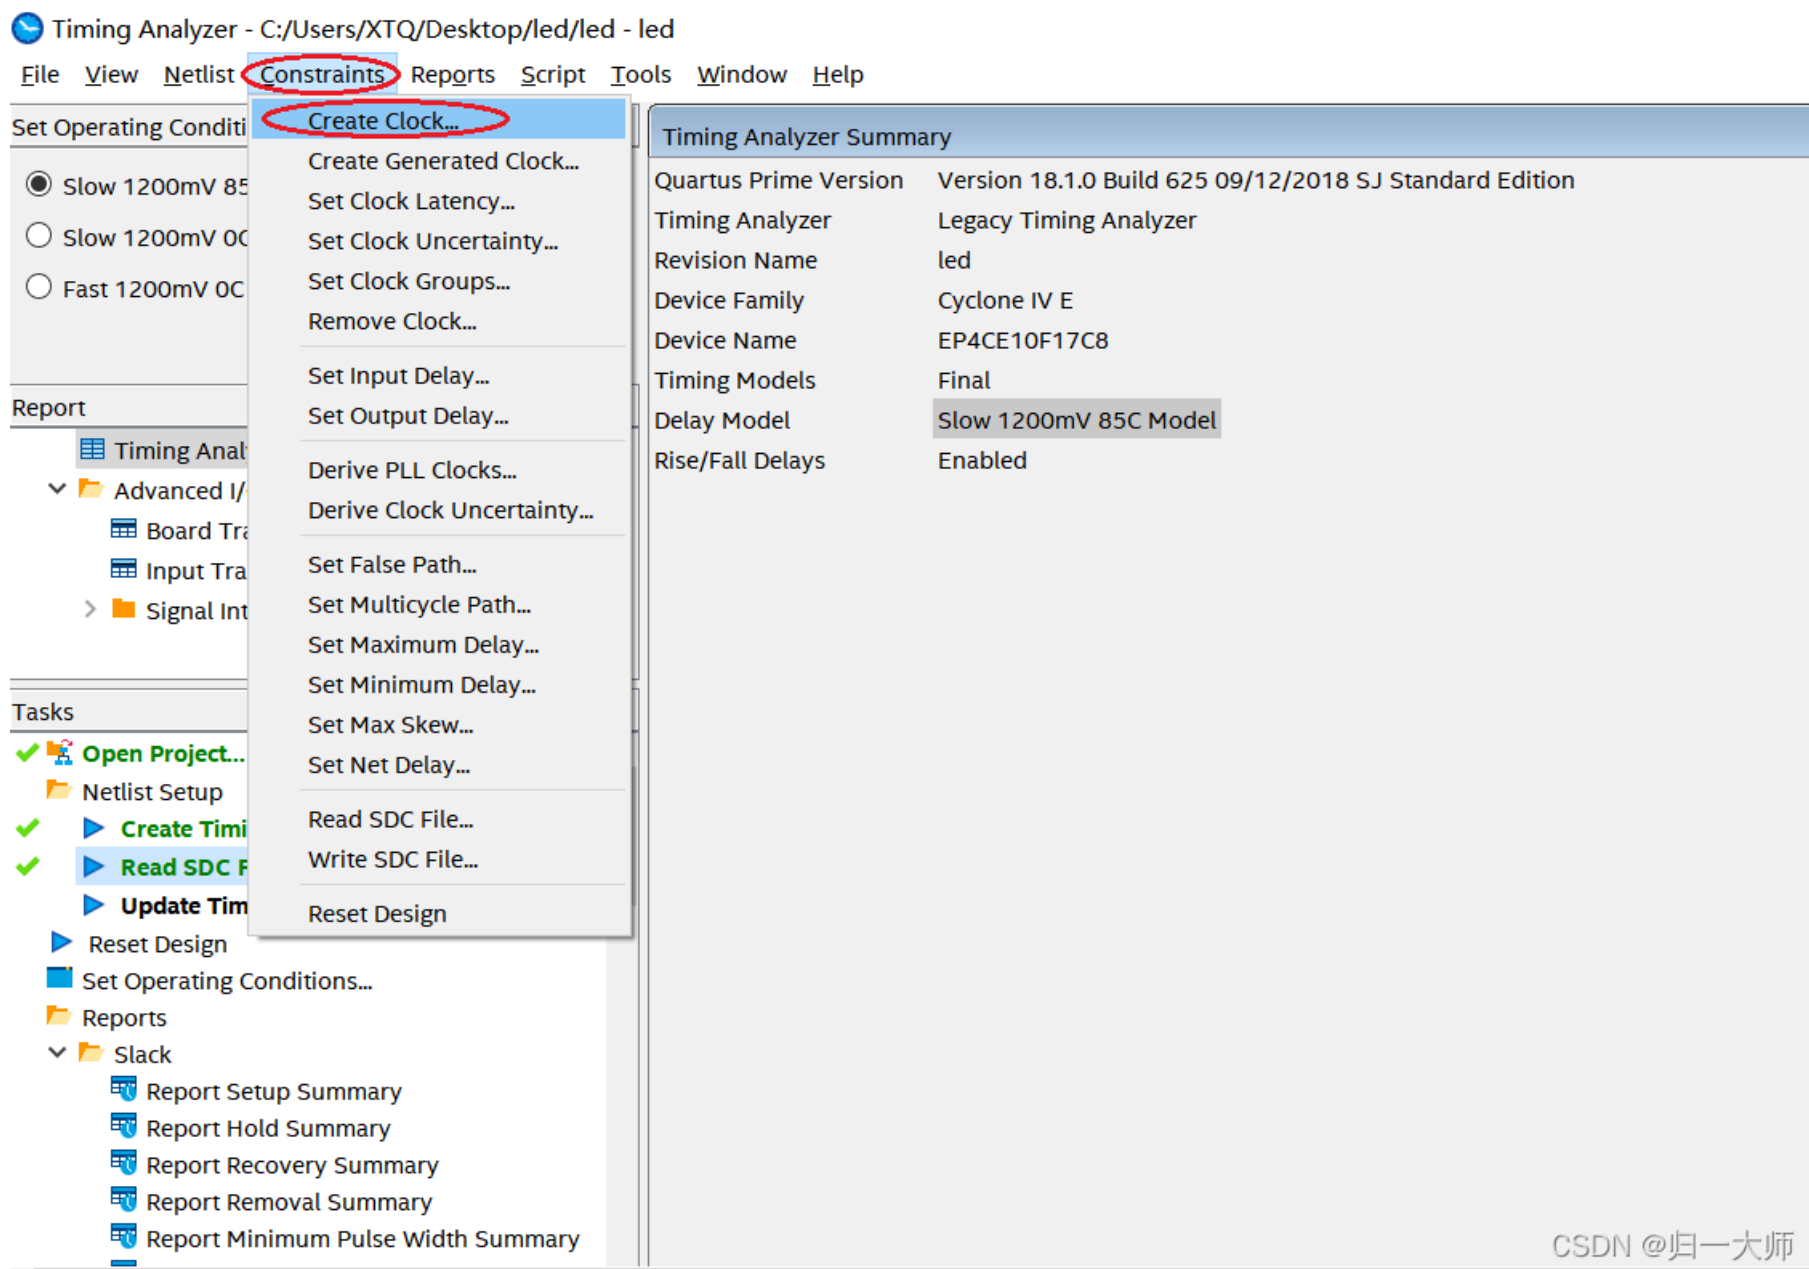 Timing Analyzer - C:/Users/XTQ/Desktop/led/led - led
File View Netlist Constraints Reports Script Tools Window Help
Set Operating Conditi
Slow 1200mV 85
Slow 1200mV 0C
Fast 1200mV 0C
Create Clock...
Create Generated Clock...
Set Clock Latency...
Set Clock Uncertainty...
Set Clock Groups...
Remove Clock...
Set Input Delay...
Set Output Delay...
Derive PLL Clocks...
Derive Clock Uncertainty...
Set False Path...
Set Multicycle Path...
Set Maximum Delay...
Set Minimum Delay...
Set Max Skew...
Set Net Delay...
Read SDC File...
Write SDC File...
Reset Design
Report
Timing Anal
Advanced I/
Board Tra
Input Tra
Signal Int
Tasks
Open Project...
Netlist Setup
Create Timi
Read SDC F
Update Tim
Reset Design
Set Operating Conditions...
Reports
Slack
Report Setup Summary
Report Hold Summary
Report Recovery Summary
Report Removal Summary
Report Minimum Pulse Width Summary
Timing Analyzer Summary
Quartus Prime Version Version 18.1.0 Build 625 09/12/2018 SJ Standard Edition
Timing Analyzer Legacy Timing Analyzer
Revision Name led
Device Family Cyclone IV E
Device Name EP4CE10F17C8
Timing Models Final
Delay Model Slow 1200mV 85C Model
Rise/Fall Delays Enabled
CSDN @归一大师